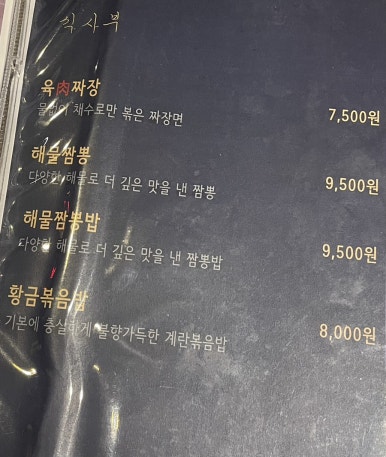 식사부
육肉짜장
물없이 채수로만 볶은 짜장면
7,500원
해물짬뽕
다양한 해물로 더 깊은 맛을 낸 짬뽕
9,500원
해물짬뽕밥
다양한 해물로 더 깊은 맛을 낸 짬뽕밥
9,500원
황금볶음밥
기본에 충실하게 불향가득한 계란볶음밥
8,000원